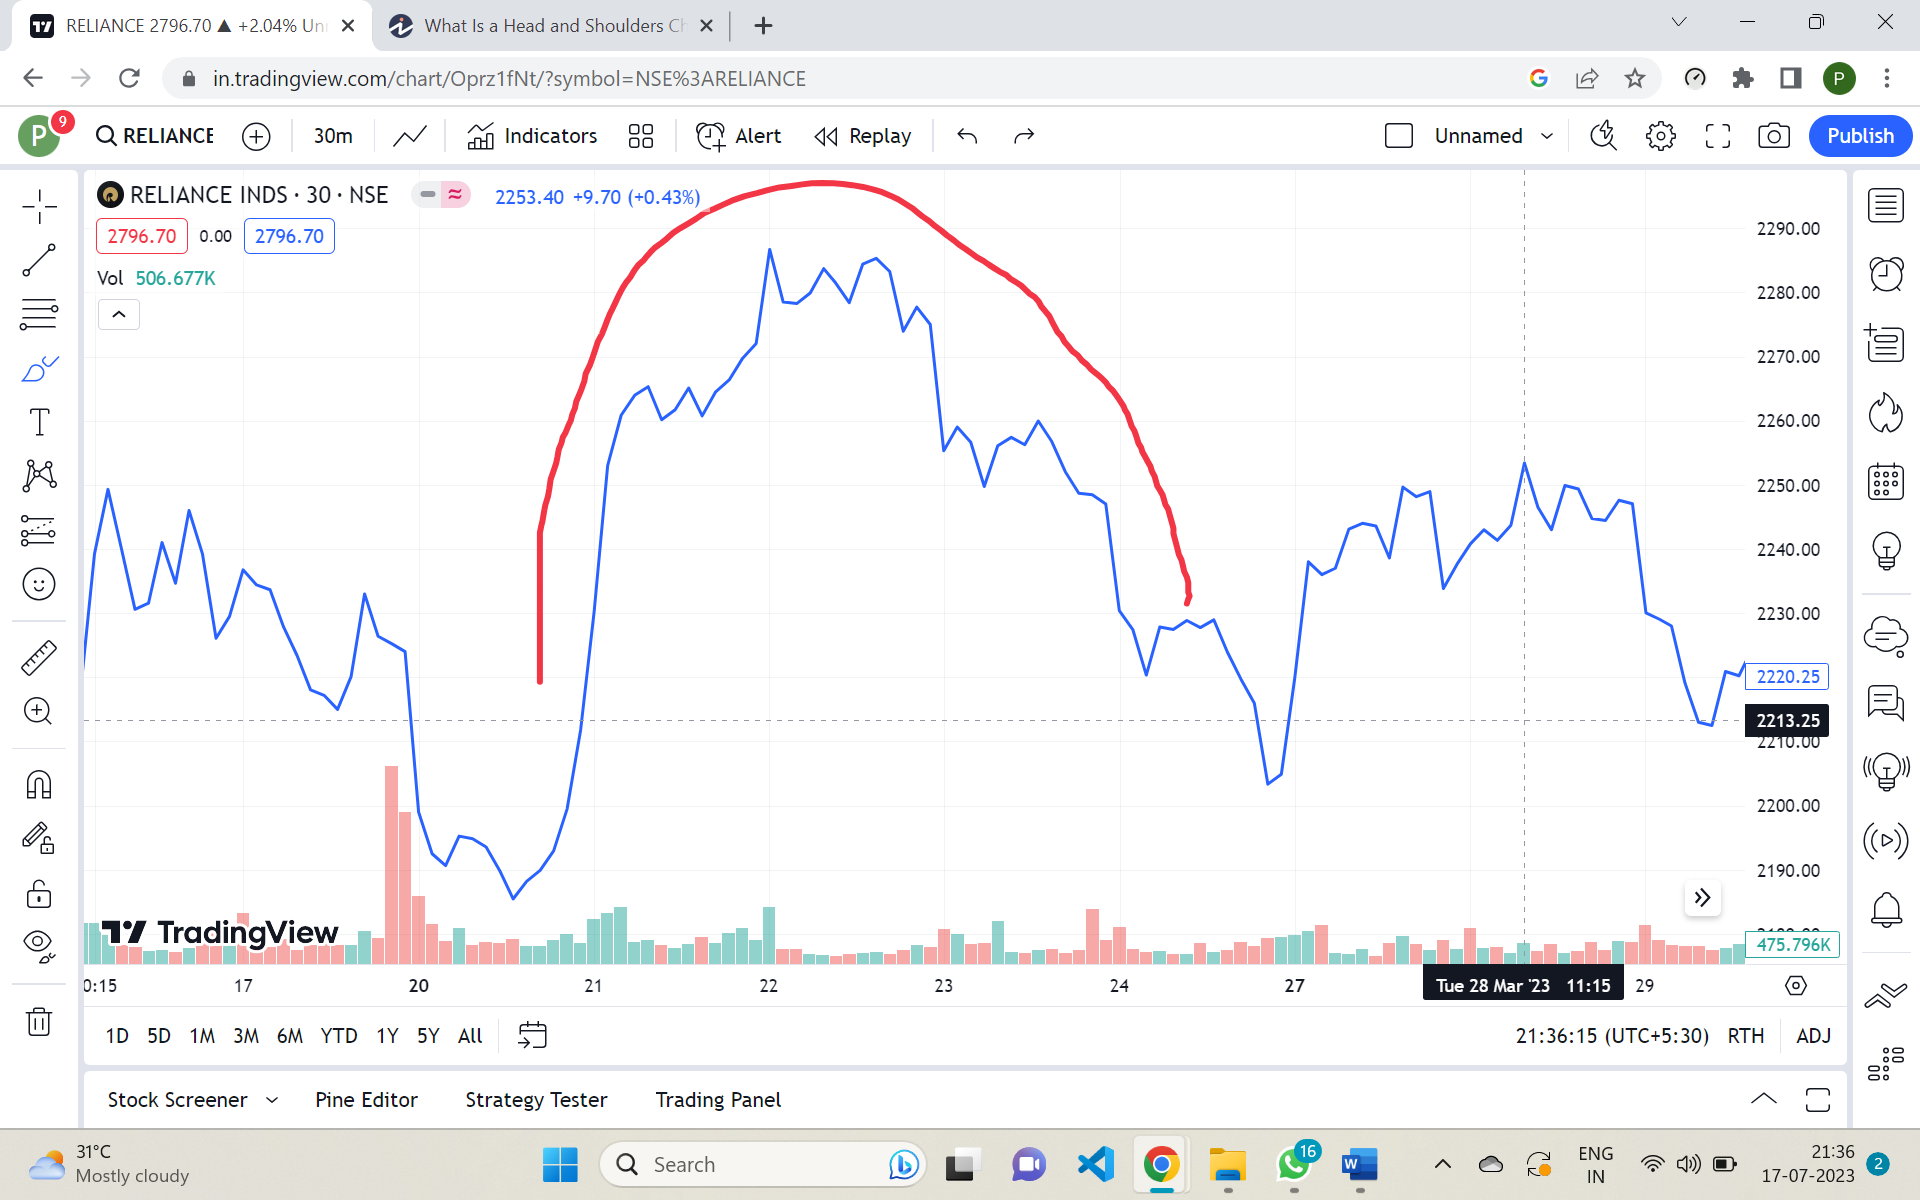 RELIANCE 2796.70 ▲ +2.04% Un
What Is a Head and Shoulders C
in.tradingview.com/chart/Oprz1fNt/?symbol=NSE%3ARELIANCE
P
P
9
RELIANCE
30m
Indicators
Alert
Replay
Unnamed
Publish
RELIANCE INDS · 30 · NSE
2253.40 +9.70 (+0.43%)
2796.70
0.00
2796.70
Vol 506.677K
2290.00
2280.00
2270.00
2260.00
2250.00
2240.00
2230.00
2220.25
2213.25
2210.00
2200.00
2190.00
475.796K
TradingView
0:15
17
20
21
22
23
24
27
Tue 28 Mar '23 11:15
29
1D 5D 1M 3M 6M YTD 1Y 5Y All
21:36:15 (UTC+5:30) RTH ADJ
Stock Screener
Pine Editor
Strategy Tester
Trading Panel
31°C
Mostly cloudy
Search
16
W
ENG
IN
21:36
17-07-2023
2